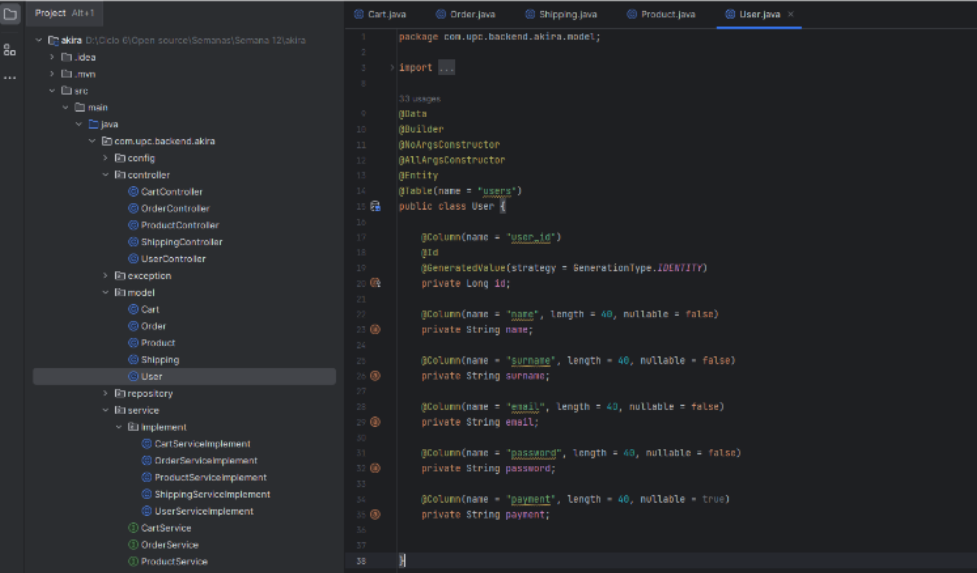 Project Alt+1
akira D:\Ciclo 6\Open source\Semanas\Semana 12\akira
.idea
.mvn
src
main
java
com.upc.backend.akira
config
controller
CartController
OrderController
ProductController
ShippingController
UserController
exception
model
Cart
Order
Product
Shipping
User
repository
service
Implement
CartServiceImplement
OrderServiceImplement
ProductServiceImplement
ShippingServiceImplement
UserServiceImplement
CartService
OrderService
ProductService
Cart.java Order.java Shipping.java Product.java User.java ×
1 package com.upc.backend.akira.model;
2
3 import ...
8
33 usages
9 @Data
10 @Builder
11 @NoArgsConstructor
12 @AllArgsConstructor
13 @Entity
14 @Table(name = "users")
15 public class User {
16
17 @Column(name = "user_id")
18 @Id
19 @GeneratedValue(strategy = GenerationType.IDENTITY)
20 private Long id;
21
22 @Column(name = "name", length = 40, nullable = false)
23 private String name;
24
25 @Column(name = "surname", length = 40, nullable = false)
26 private String surname;
27
28 @Column(name = "email", length = 40, nullable = false)
29 private String email;
30
31 @Column(name = "password", length = 40, nullable = false)
32 private String password;
33
34 @Column(name = "payment", length = 40, nullable = true)
35 private String payment;
36
37
38 }